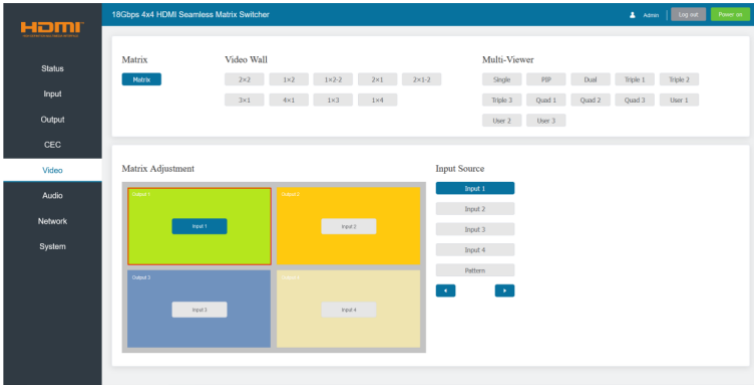 HDMI
18Gbps 4x4 HDMI Seamless Matrix Switcher
Admin
Log out
Power on
Status
Input
Output
CEC
Video
Audio
Network
System
Matrix
Matrix
Video Wall
2×2 1×2 1×2-2 2×1 2×1-2
3×1 4×1 1×3 1×4
Multi-Viewer
Single PIP Dual Triple 1 Triple 2
Triple 3 Quad 1 Quad 2 Quad 3 User 1
User 2 User 3
Matrix Adjustment
Output 1
Input 1
Output 2
Input 2
Output 3
Input 3
Output 4
Input 4
Input Source
Input 1
Input 2
Input 3
Input 4
Pattern